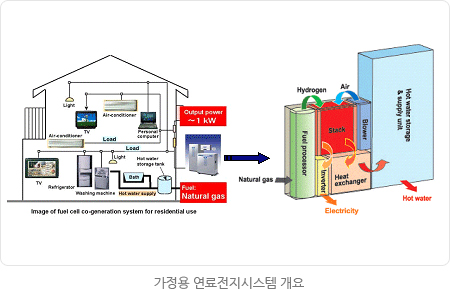 Light
Air-conditioner
TV
Personal
computer
Load
Air-conditioner
Load
Light
Hot water
storage tank
TV
Refrigerator
Bath
Washing machine
Hot water supply
Output power
～1 kW
Fuel:
Natural gas
Image of fuel cell co-generation system for residential use
Hydrogen
Air
Fuel processor
Stack
Blower
Hot water storage
& supply unit
Natural gas
Inverter
Heat
exchanger
Electricity
Hot water
가정용 연료전지시스템 개요